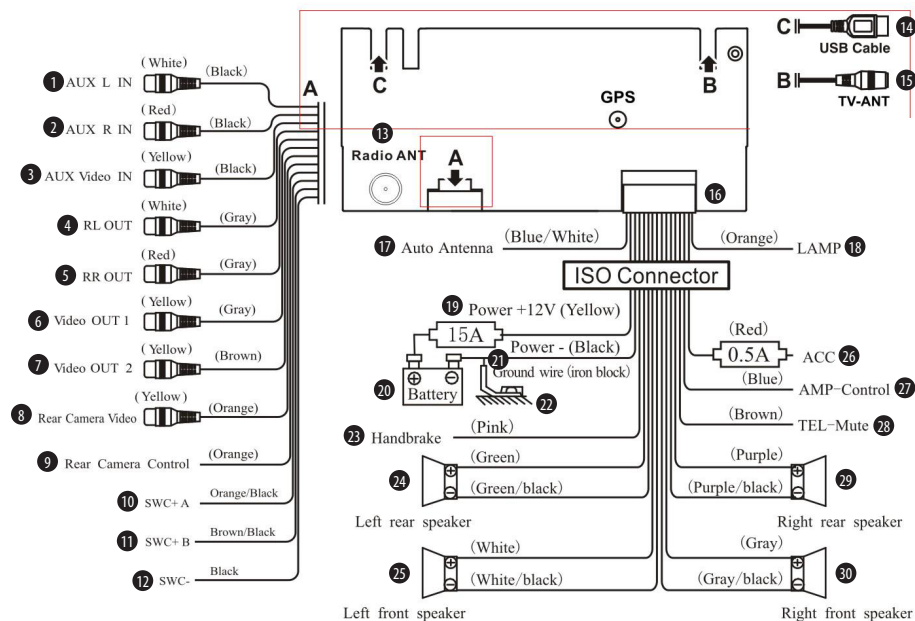 C
14
USB Cable
B
15
TV-ANT
1 AUX L IN
(White)
(Black)
A
2 AUX R IN
(Red)
(Black)
3 AUX Video IN
(Yellow)
(Black)
4 RL OUT
(White)
(Gray)
5 RR OUT
(Red)
(Gray)
6 Video OUT 1
(Yellow)
(Gray)
7 Video OUT 2
(Yellow)
(Brown)
8 Rear Camera Video
(Yellow)
(Orange)
9 Rear Camera Control
(Orange)
10 SWC+ A
Orange/Black
11 SWC+ B
Brown/Black
12 SWC-
Black
C
B
GPS
13
Radio ANT
A
16
17 Auto Antenna
(Blue/White)
(Orange)
LAMP 18
ISO Connector
19 Power +12V (Yellow)
15A
Power - (Black)
21
Ground wire (iron block)
20
Battery
22
23 Handbrake
(Pink)
24
(Green)
(Green/black)
Left rear speaker
25
(White)
(White/black)
Left front speaker
(Red)
0.5A
ACC 26
(Blue)
AMP-Control 27
(Brown)
TEL-Mute 28
(Purple)
29
(Purple/black)
Right rear speaker
(Gray)
30
(Gray/black)
Right front speaker